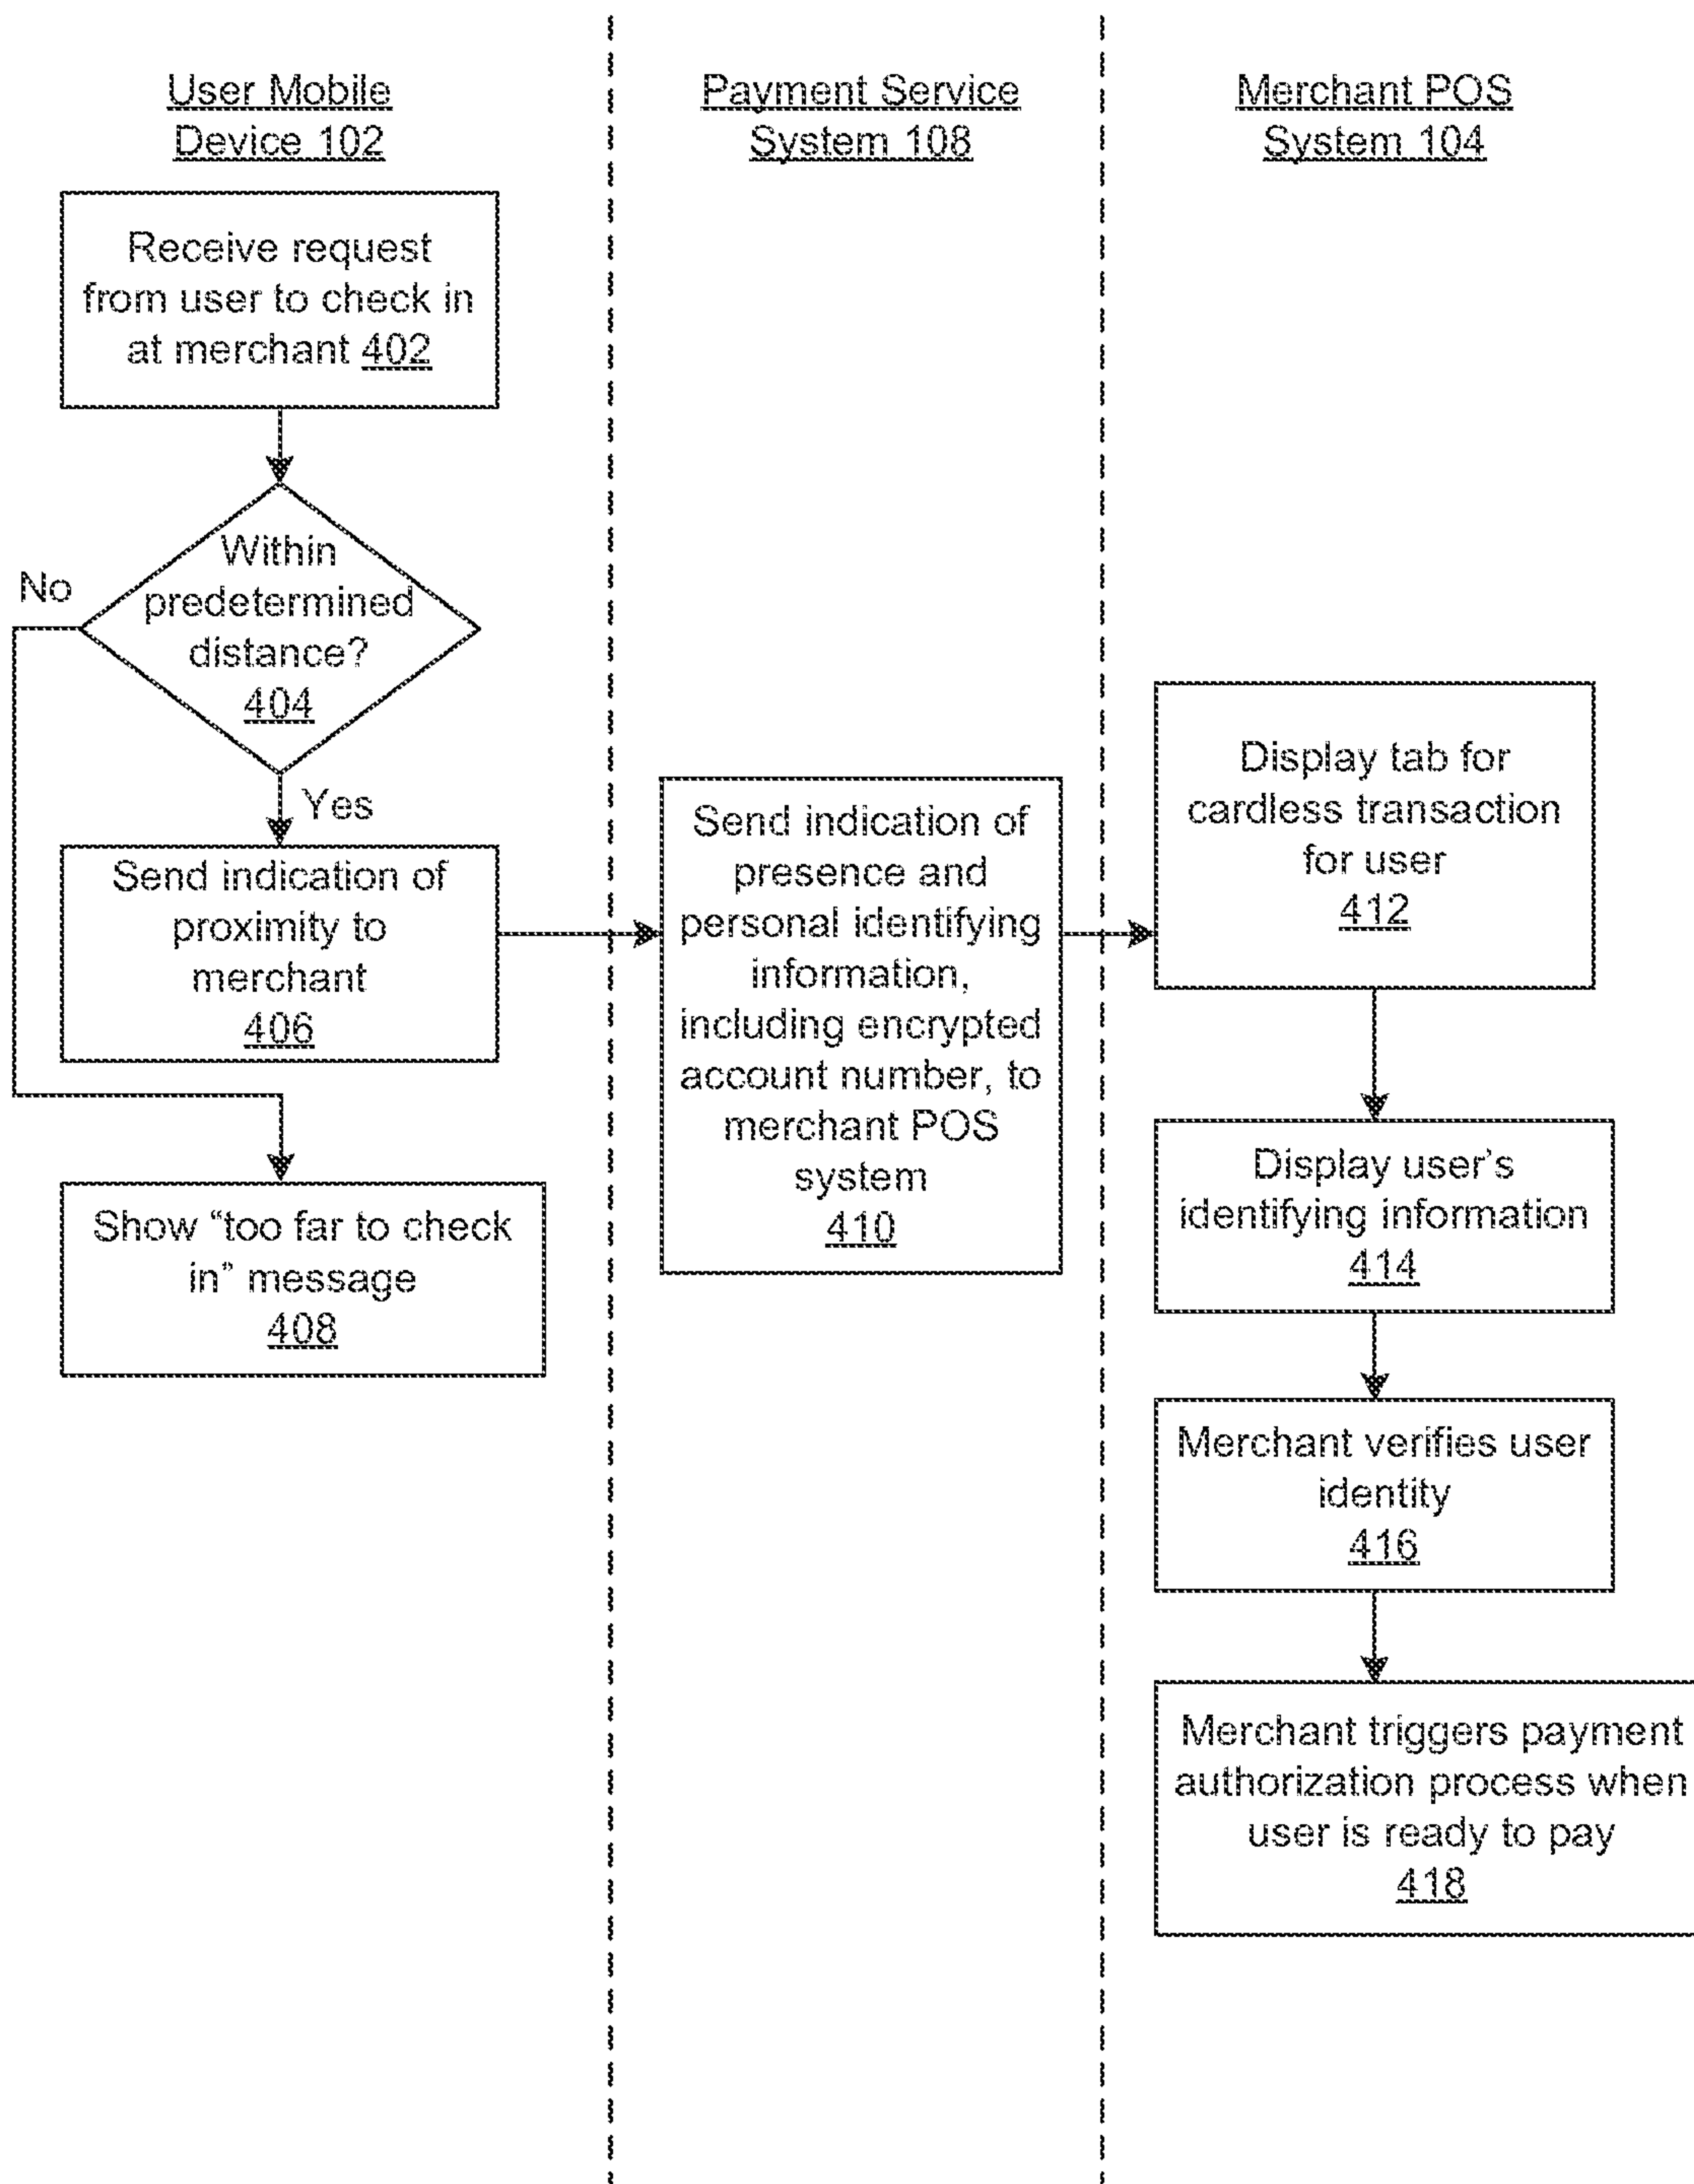 User Mobile
Device 102
Payment Service
System 108
Merchant POS
System 104
Receive request
from user to check in
at merchant 402
Within
predetermined
distance?
404
No
Yes
Send indication of
proximity to
merchant
406
Show “too far to check
in” message
408
Send indication of
presence and
personal identifying
information,
including encrypted
account number, to
merchant POS
system
410
Display tab for
cardless transaction
for user
412
Display user’s
identifying information
414
Merchant verifies user
identity
416
Merchant triggers payment
authorization process when
user is ready to pay
418